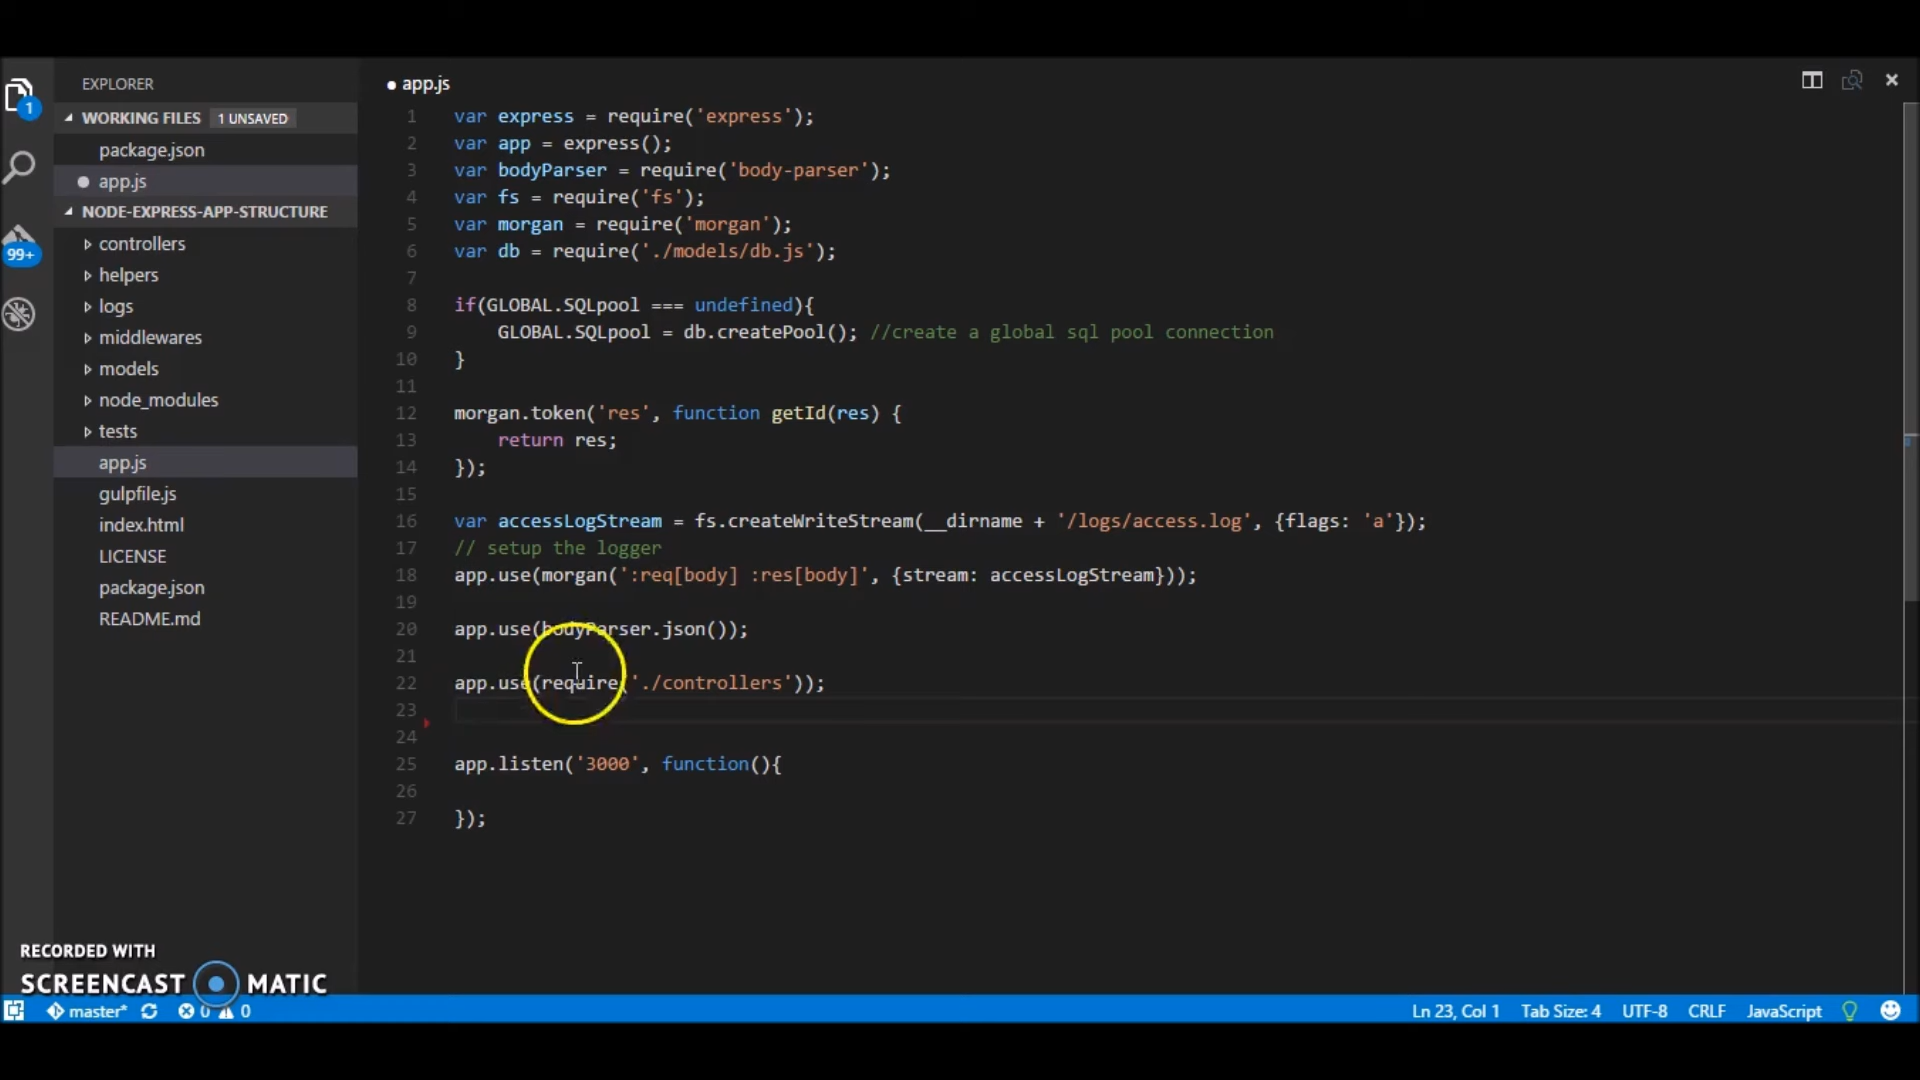 EXPLORER
WORKING FILES 1 UNSAVED
package.json
app.js
NODE-EXPRESS-APP-STRUCTURE
controllers
helpers
logs
middlewares
models
node_modules
tests
app.js
gulpfile.js
index.html
LICENSE
package.json
README.md
1
99+
● app.js
1 var express = require('express');
2 var app = express();
3 var bodyParser = require('body-parser');
4 var fs = require('fs');
5 var morgan = require('morgan');
6 var db = require('./models/db.js');
7
8 if(GLOBAL.SQLpool === undefined){
9 GLOBAL.SQLpool = db.createPool(); //create a global sql pool connection
10 }
11
12 morgan.token('res', function getId(res) {
13 return res;
14 });
15
16 var accessLogStream = fs.createWriteStream(__dirname + '/logs/access.log', {flags: 'a'});
17 // setup the logger
18 app.use(morgan(':req[body] :res[body]', {stream: accessLogStream}));
19
20 app.use(bodyParser.json());
21
22 app.use(require('./controllers'));
23
24
25 app.listen('3000', function(){
26
27 });
RECORDED WITH
SCREENCAST MATIC
master* 0 0 Ln 23, Col 1 Tab Size: 4 UTF-8 CRLF JavaScript